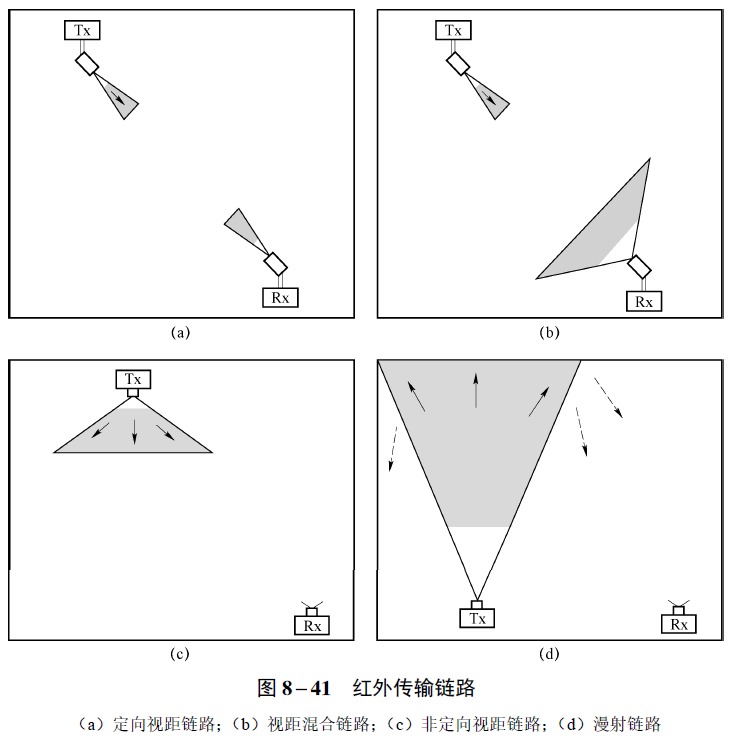 Tx
Rx
(a)
Tx
Rx
(b)
Tx
Rx
(c)
Tx
Rx
(d)
图 8-41 红外传输链路
(a) 定向视距链路; (b) 视距混合链路; (c) 非定向视距链路; (d) 漫射链路